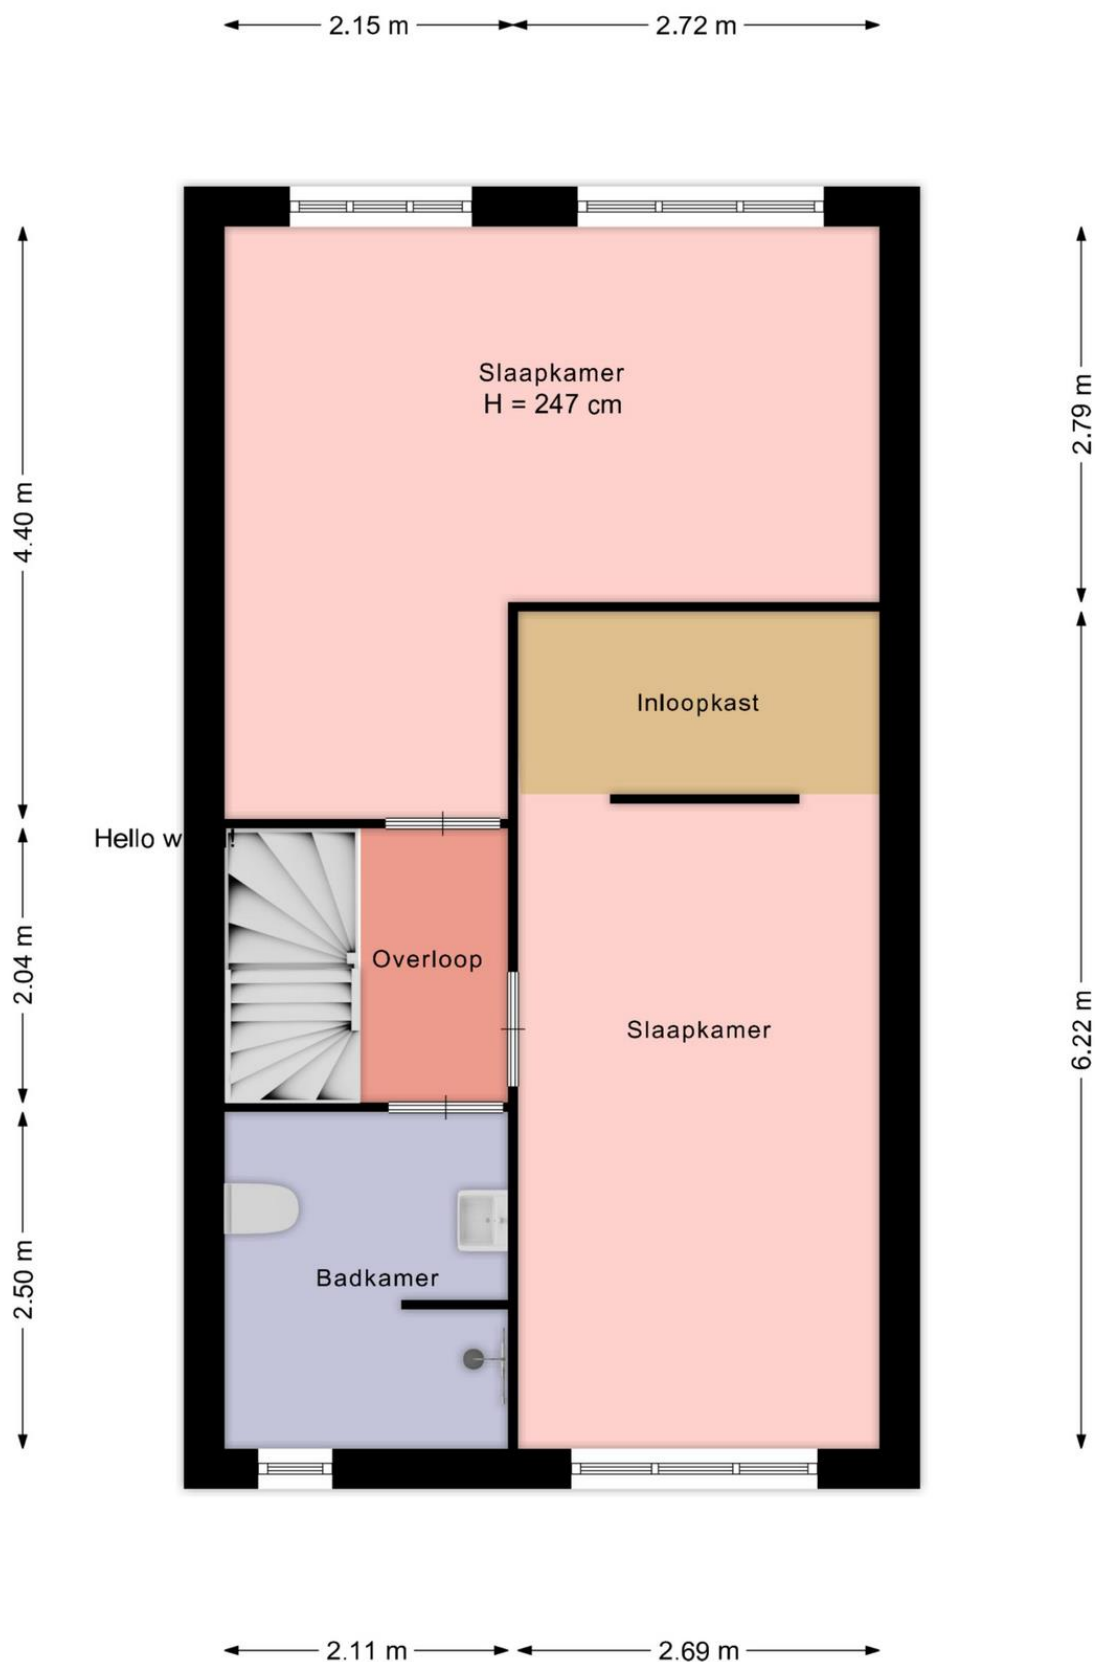 2.15 m
2.72 m
Slaapkamer
H = 247 cm
2.79 m
4.40 m
Inloopkast
Hello w
!
2.04 m
Overloop
Slaapkamer
6.22 m
2.50 m
Badkamer
2.11 m
2.69 m